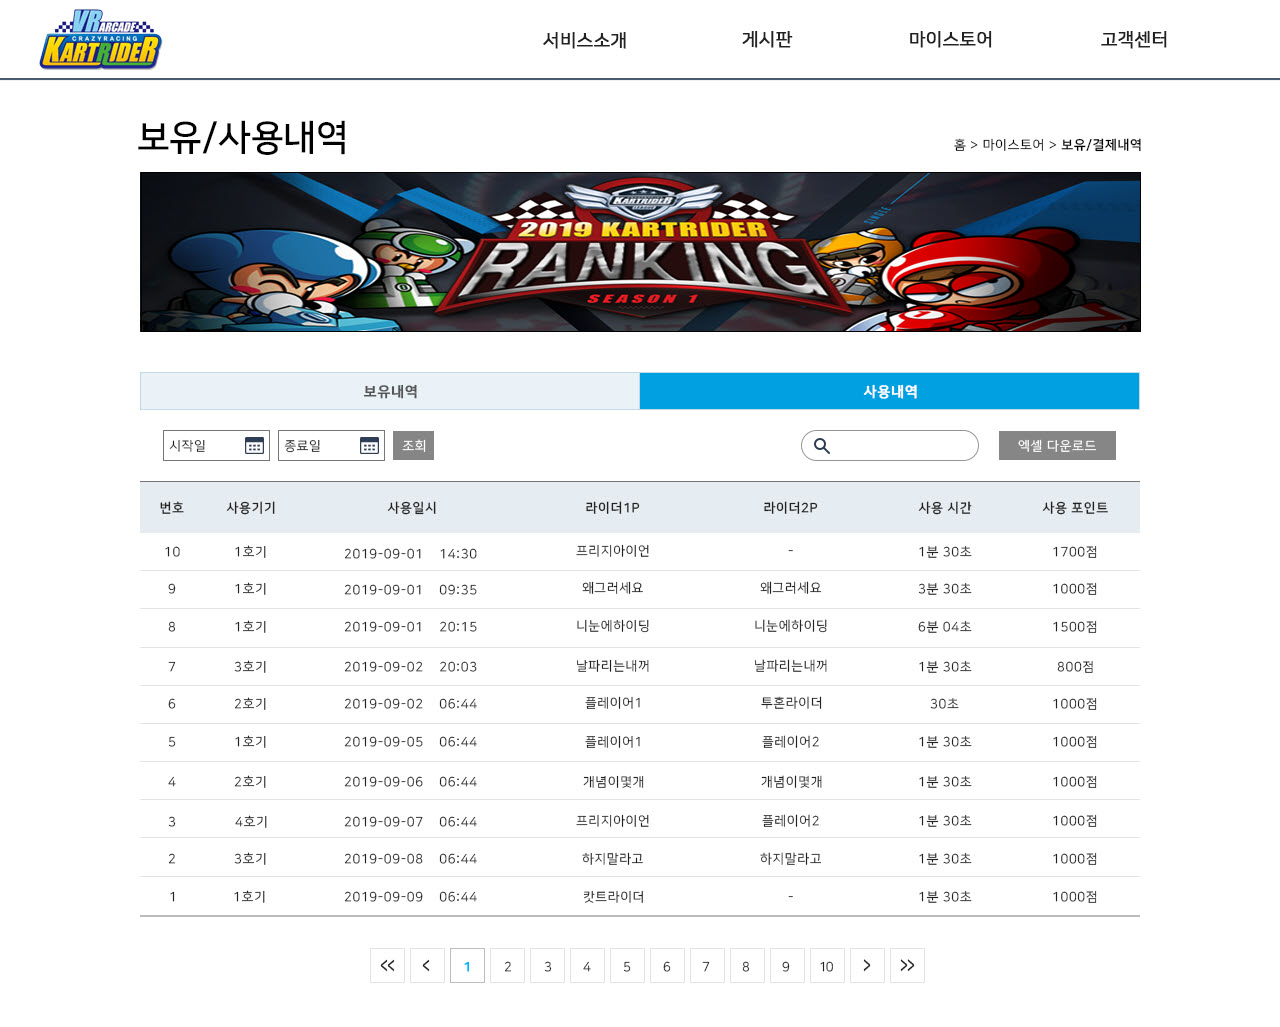 VR ARCADE
CRAZYRACING
KARTRIDER
서비스소개 게시판 마이스토어 고객센터
보유/사용내역
홈 > 마이스토어 > 보유/결제내역
KARTRIDER
LEAGUE
SINGLE
2019 KARTRIDER
RANKING
SEASON 1
보유내역 사용내역
시작일 종료일 조회 엑셀 다운로드
번호 사용기기 사용일시 라이더1P 라이더2P 사용 시간 사용 포인트
10 1호기 2019-09-01 14:30 프리지아이언 - 1분 30초 1700점
9 1호기 2019-09-01 09:35 왜그러세요 왜그러세요 3분 30초 1000점
8 1호기 2019-09-01 20:15 니눈에하이딩 니눈에하이딩 6분 04초 1500점
7 3호기 2019-09-02 20:03 날파리는내꺼 날파리는내꺼 1분 30초 800점
6 2호기 2019-09-02 06:44 플레이어1 투혼라이더 30초 1000점
5 1호기 2019-09-05 06:44 플레이어1 플레이어2 1분 30초 1000점
4 2호기 2019-09-06 06:44 개념이몇개 개념이몇개 1분 30초 1000점
3 4호기 2019-09-07 06:44 프리지아이언 플레이어2 1분 30초 1000점
2 3호기 2019-09-08 06:44 하지말라고 하지말라고 1분 30초 1000점
1 1호기 2019-09-09 06:44 캇트라이더 - 1분 30초 1000점
<< < 1 2 3 4 5 6 7 8 9 10 > >>